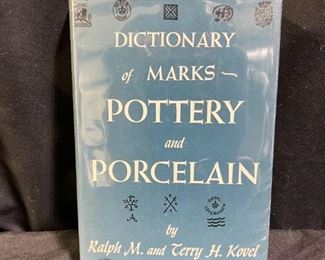 DICTIONARY
of MARKS—
POTTERY
and
PORCELAIN
by
Ralph M. and Terry H. Kovel